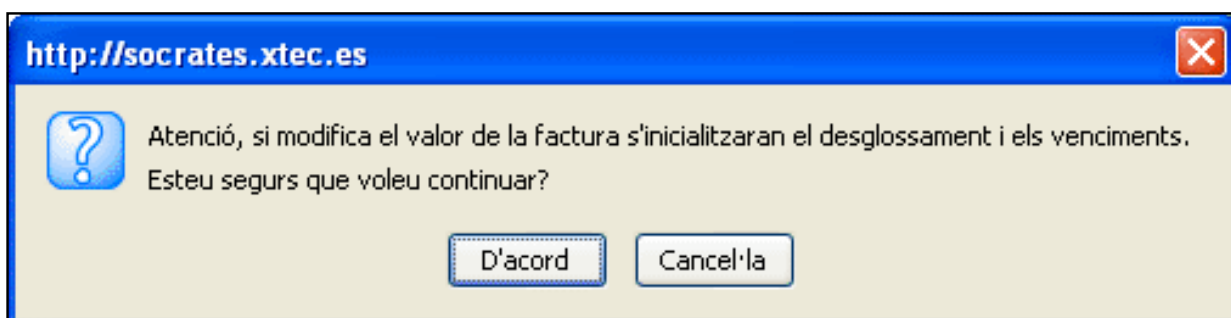 http://socrates.xtec.es
Atenció, si modifica el valor de la factura s'inicialitzaran el desglossament i els venciments.
Esteu segurs que voleu continuar?
D'acord
Cancel·la